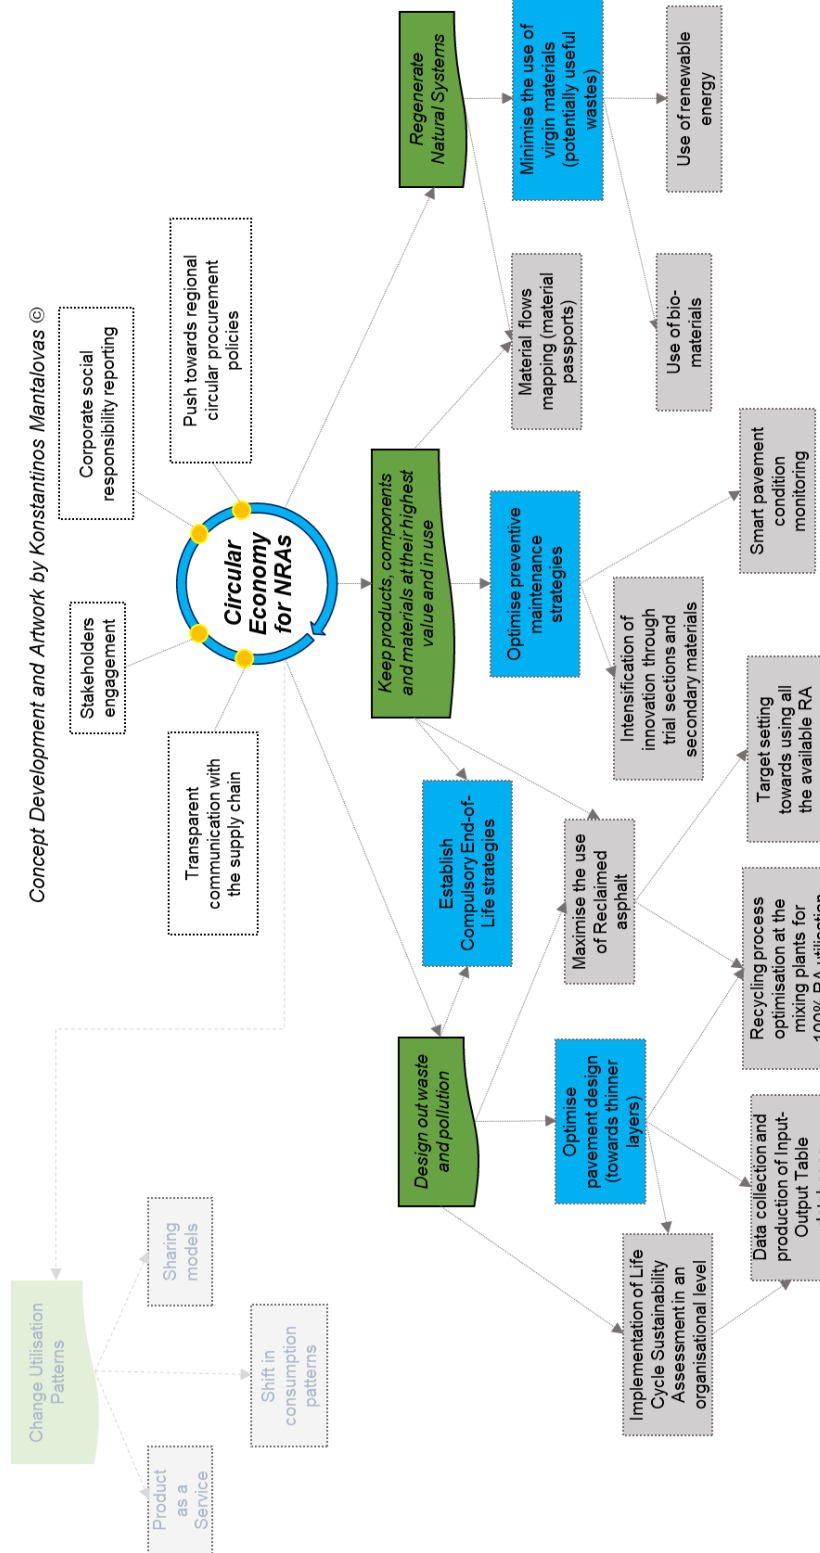 Concept Development and Artwork by Konstantinos Mantalovas ©
Change Utilisation
Patterns
Product
as a
Service
Shift in
consumption
patterns
Sharing
models
Transparent
communication with
the supply chain
Stakeholders
engagement
Corporate social
responsibility reporting
Push towards regional
circular procurement
policies
Circular
Economy
for NRAs
Design out waste
and pollution
Keep products, components
and materials at their highest
value and in use
Regenerate
Natural Systems
Establish
Compulsory End-of-
Life strategies
Optimise
pavement design
(towards thinner
layers)
Optimise preventive
maintenance
strategies
Material flows
mapping (material
passports)
Minimise the use of
virgin materials
(potentially useful
wastes)
Implementation of Life
Cycle Sustainability
Assessment in an
organisational level
Maximise the use
of Reclaimed
asphalt
Intensification of
innovation through
trial sections and
secondary materials
Use of bio-
materials
Use of renewable
energy
Data collection and
production of Input-
Output Table
Recycling process
optimisation at the
mixing plants for
100% RA utilisation
Target setting
towards using all
the available RA
Smart pavement
condition
monitoring